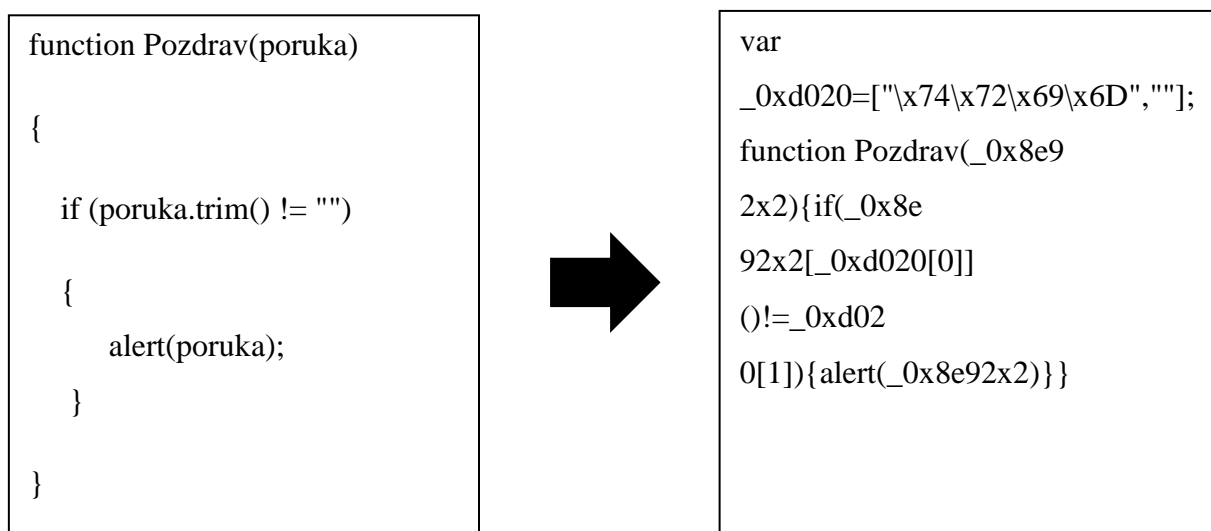 function Pozdrav(poruka)
{
if (poruka.trim() != "")
{
alert(poruka);
}
}
var
_0xd020=["\x74\x72\x69\x6D",""];
function Pozdrav(_0x8e9
2x2){if(_0x8e
92x2[_0xd020[0]]
()!=_0xd02
0[1]){alert(_0x8e92x2)}}